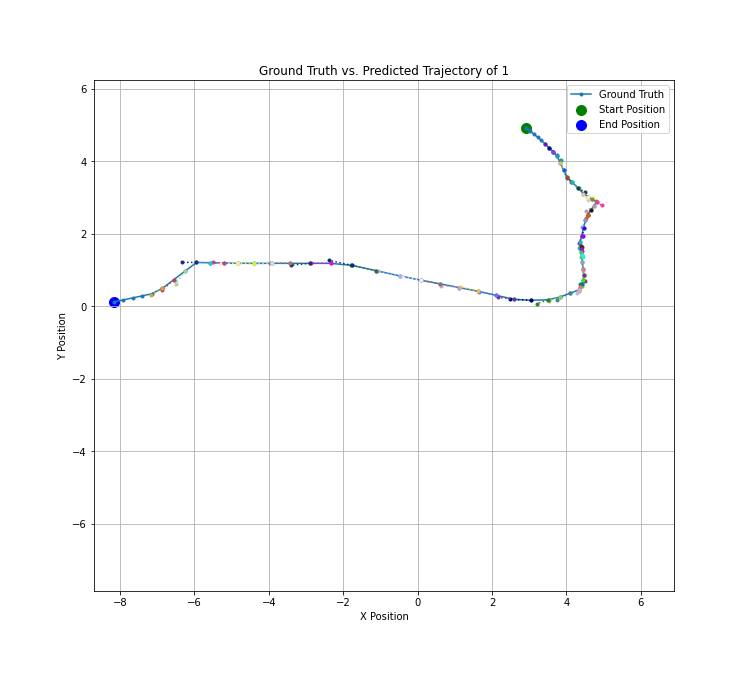 Ground Truth vs. Predicted Trajectory of 1
Ground Truth
Start Position
End Position
6
4
2
0
−2
−4
−6
Y Position
−8 −6 −4 −2 0 2 4 6
X Position